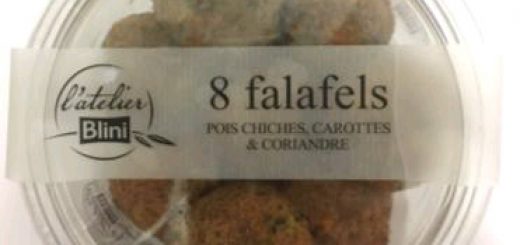 l'atelier
Blini
8 falafels
POIS CHICHES, CAROTTES
& CORIANDRE